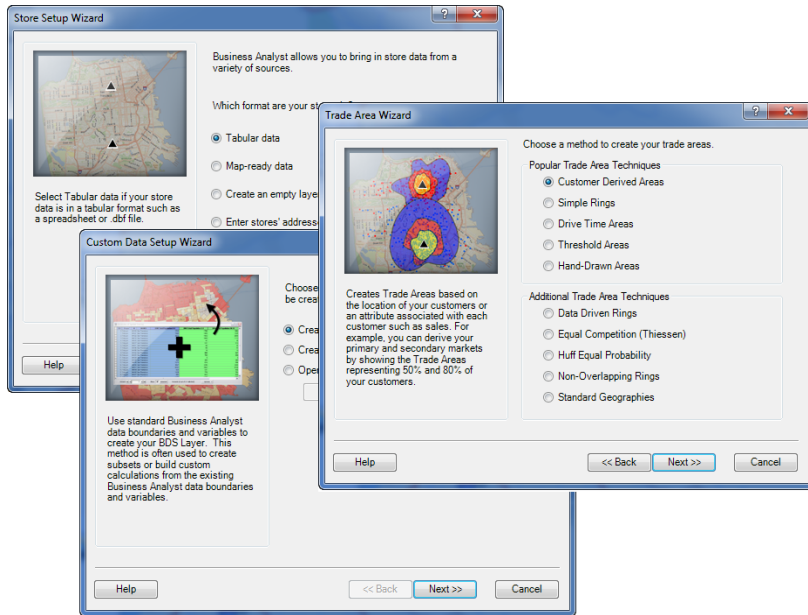 Store Setup Wizard
Business Analyst allows you to bring in store data from a
variety of sources.
Which format are your
Tabular data
Map-ready data
Create an empty
Enter stores'
Select Tabular data if your store
data is in a tabular format such as
a spreadsheet or .dbf file.
Help
Custom Data Setup Wizard
Choose
be
Use standard Business Analyst
data boundaries and variables to
create your BDS Layer. This
method is often used to create
subsets or build custom
calculations from the existing
Business Analyst data boundaries
and variables.
Help
<< Back
Next >>
Cancel
Trade Area Wizard
Choose a method to create your trade areas.
Popular Trade Area Techniques
Customer Derived Areas
Simple Rings
Drive Time Areas
Threshold Areas
Hand-Drawn Areas
Creates Trade Areas based on
the location of your customers or
an attribute associated with each
customer such as sales. For
example, you can derive your
primary and secondary markets
by showing the Trade Areas
representing 50% and 80% of
your customers.
Additional Trade Area Techniques
Data Driven Rings
Equal Competition (Thiessen)
Huff Equal Probability
Non-Overlapping Rings
Standard Geographies
Help
<< Back
Next >>
Cancel